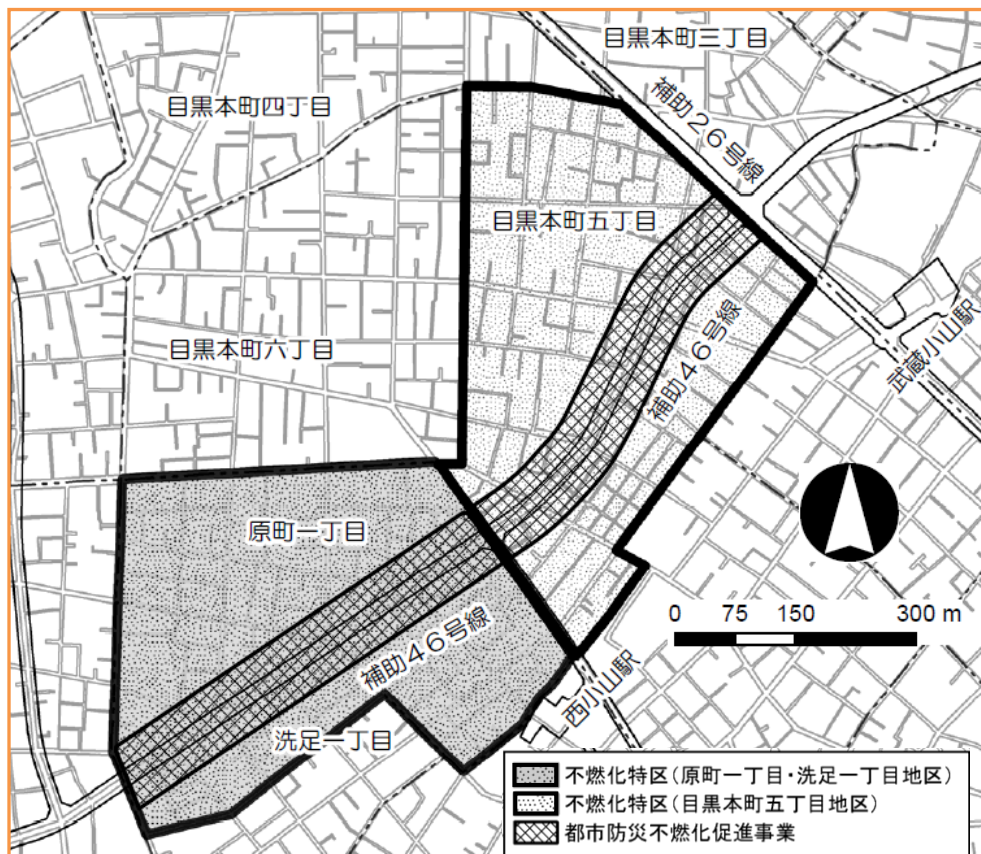 目黒本町三丁目
目黒本町四丁目
補助２６号線
目黒本町五丁目
武蔵小山駅
補助４６号線
目黒本町六丁目
原町一丁目
0 75 150 300 m
補助４６号線
西小山駅
洗足一丁目
不燃化特区（原町一丁目・洗足一丁目地区）
不燃化特区（目黒本町五丁目地区）
都市防災不燃化促進事業